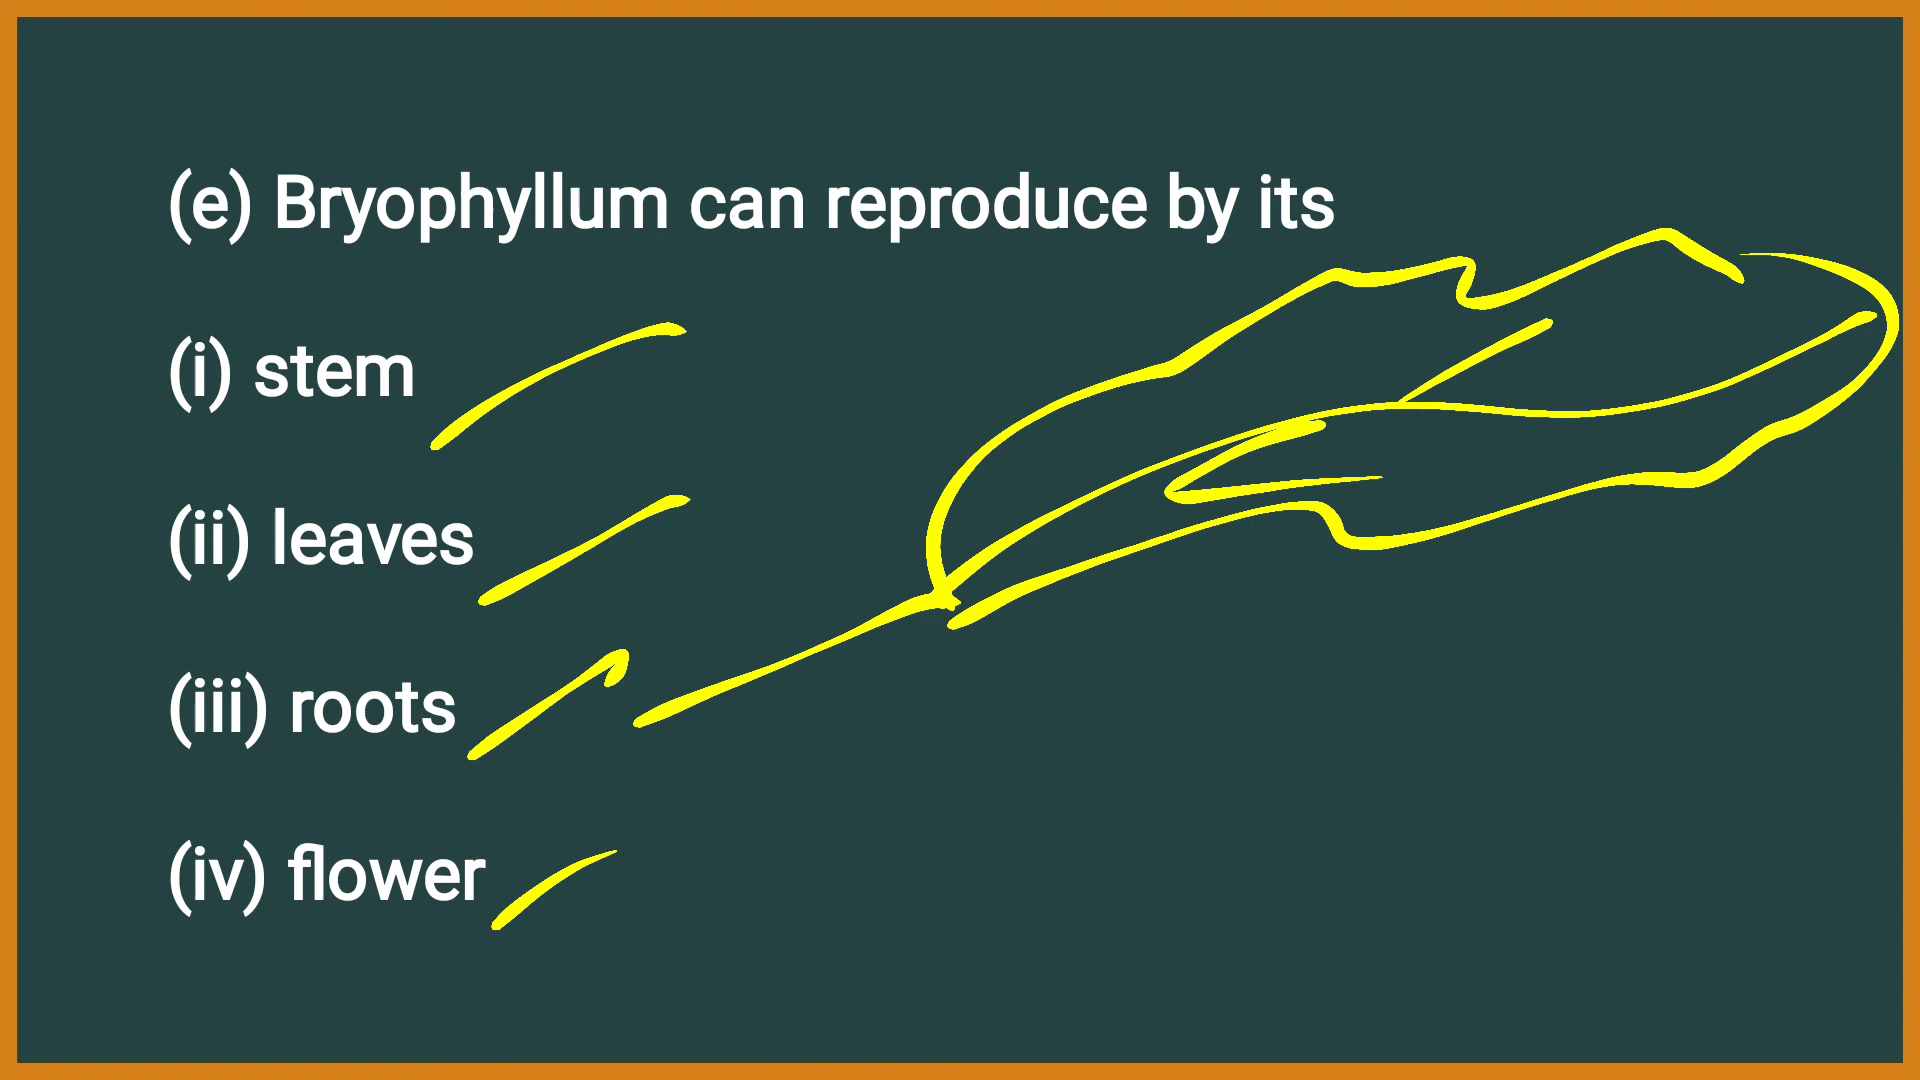 (e) Bryophyllum can reproduce by its
(i) stem
(ii) leaves
(iii) roots
(iv) flower